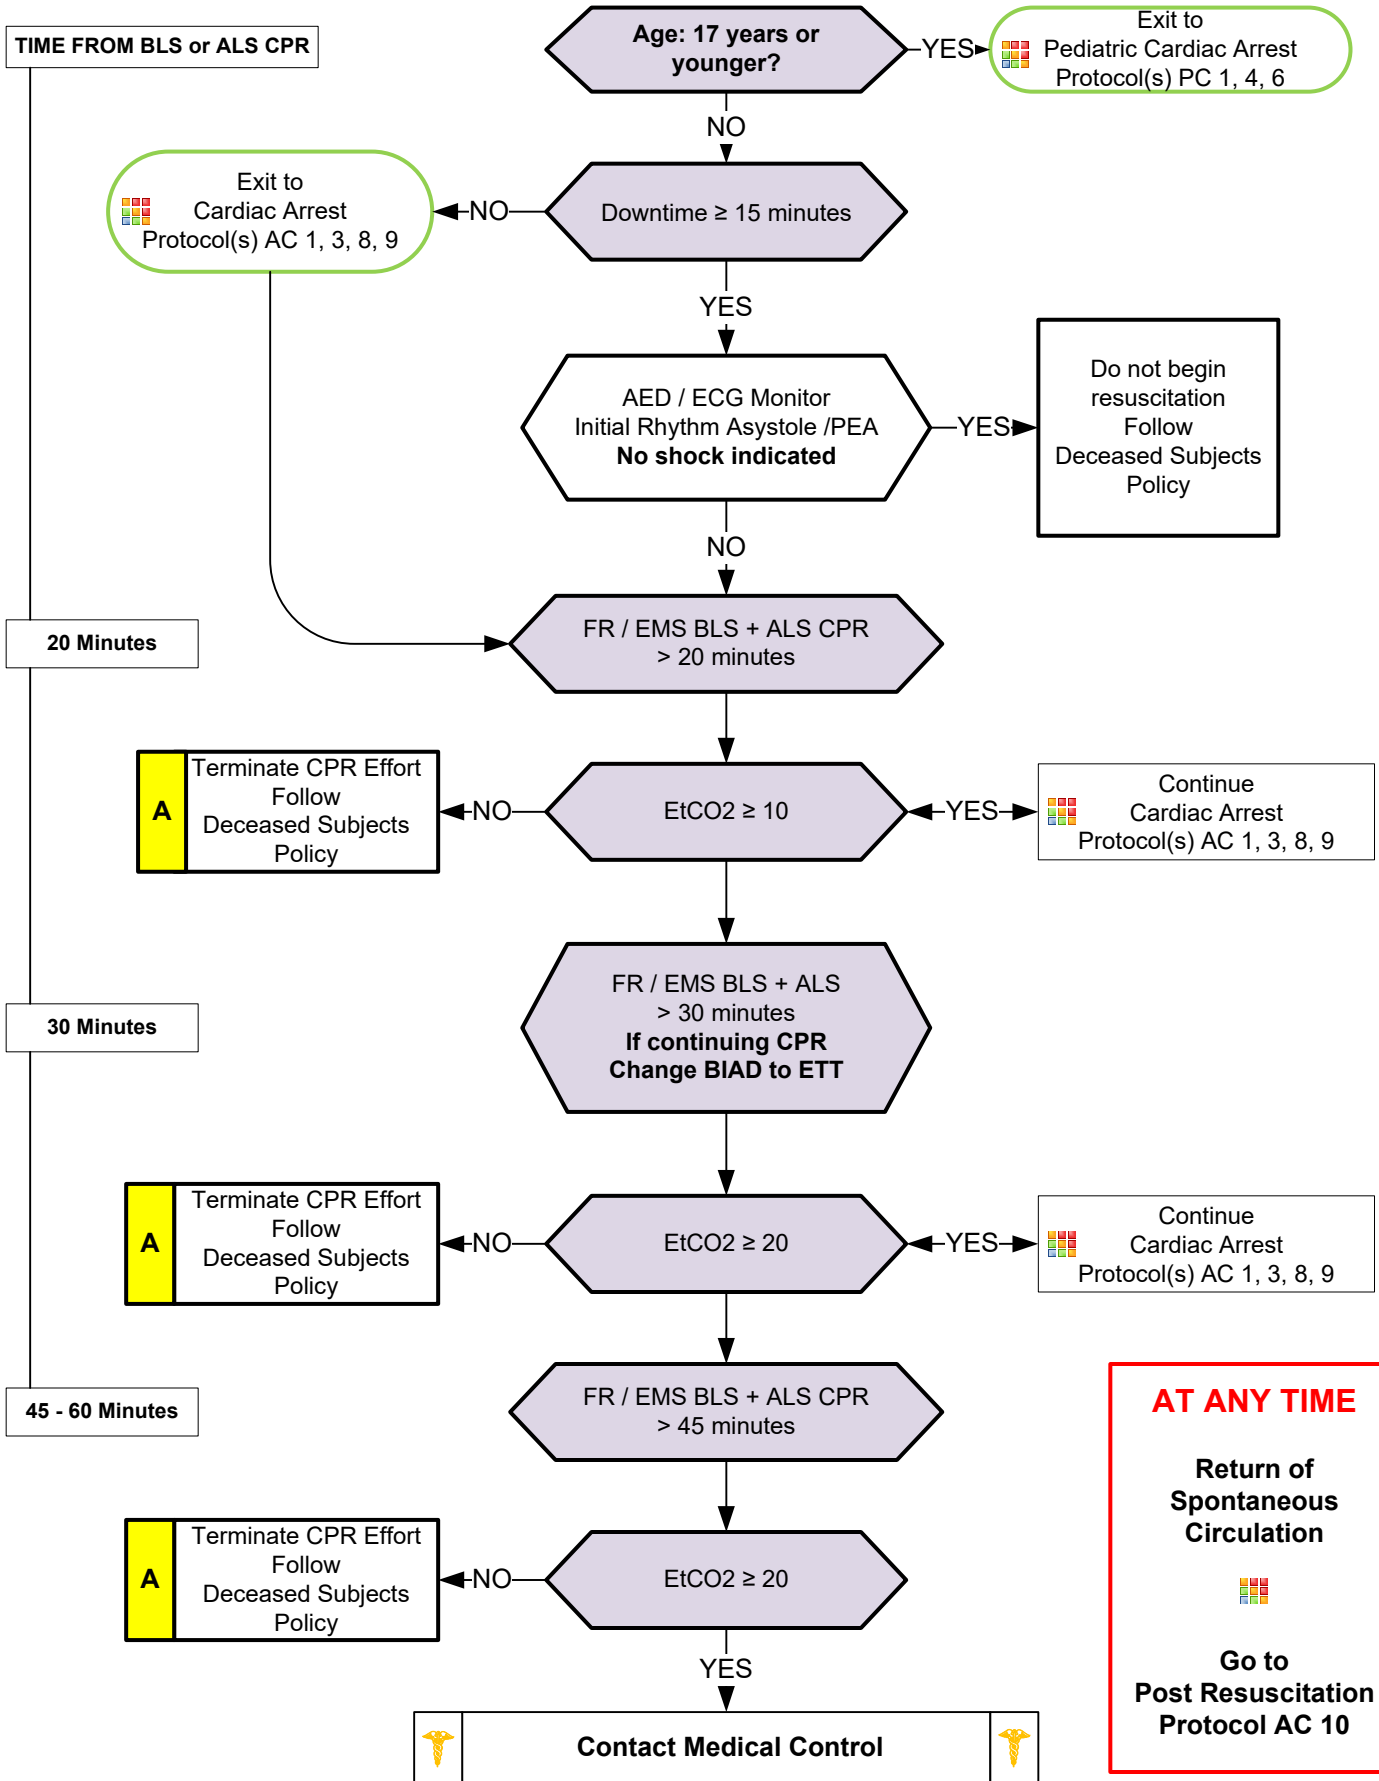 TIME FROM BLS or ALS CPR
Age: 17 years or
younger?
YES
Exit to
Pediatric Cardiac Arrest
Protocol(s) PC 1, 4, 6
NO
Exit to
Cardiac Arrest
Protocol(s) AC 1, 3, 8, 9
NO
Downtime ≥ 15 minutes
YES
AED / ECG Monitor
Initial Rhythm Asystole /PEA
No shock indicated
YES
Do not begin
resuscitation
Follow
Deceased Subjects
Policy
NO
20 Minutes
FR / EMS BLS + ALS CPR
> 20 minutes
A
Terminate CPR Effort
Follow
Deceased Subjects
Policy
NO
EtCO2 ≥ 10
YES
Continue
Cardiac Arrest
Protocol(s) AC 1, 3, 8, 9
30 Minutes
FR / EMS BLS + ALS
> 30 minutes
If continuing CPR
Change BIAD to ETT
A
Terminate CPR Effort
Follow
Deceased Subjects
Policy
NO
EtCO2 ≥ 20
YES
Continue
Cardiac Arrest
Protocol(s) AC 1, 3, 8, 9
45 - 60 Minutes
FR / EMS BLS + ALS CPR
> 45 minutes
A
Terminate CPR Effort
Follow
Deceased Subjects
Policy
NO
EtCO2 ≥ 20
YES
Contact Medical Control
AT ANY TIME
Return of
Spontaneous
Circulation
Go to
Post Resuscitation
Protocol AC 10